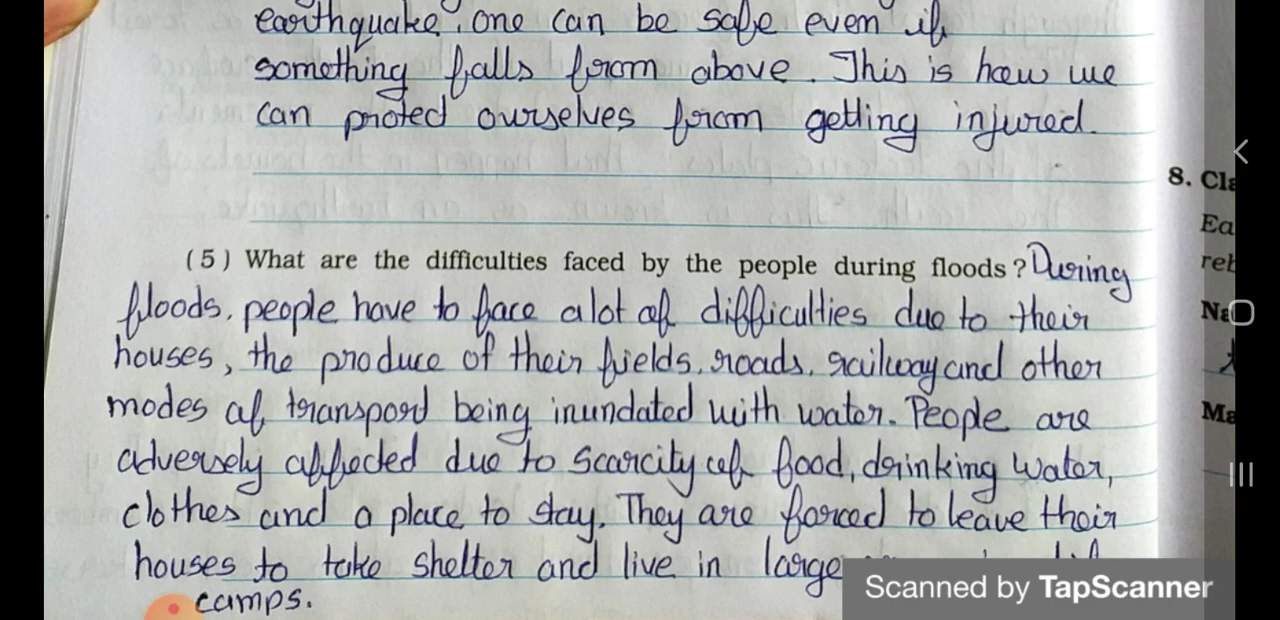 earthquake, one can be safe even if
something falls from above. This is how we
can protect ourselves from getting injured.
8. Cla
Ea
(5) What are the difficulties faced by the people during floods? During
reb
floods, people have to face a lot of difficulties due to their
Na
houses, the produce of their fields, roads, railway and other
modes of transport being inundated with water. People are
Ma
adversely affected due to scarcity of food, drinking water,
clothes and a place to stay. They are forced to leave their
houses to take shelter and live in large
camps.
Scanned by TapScanner